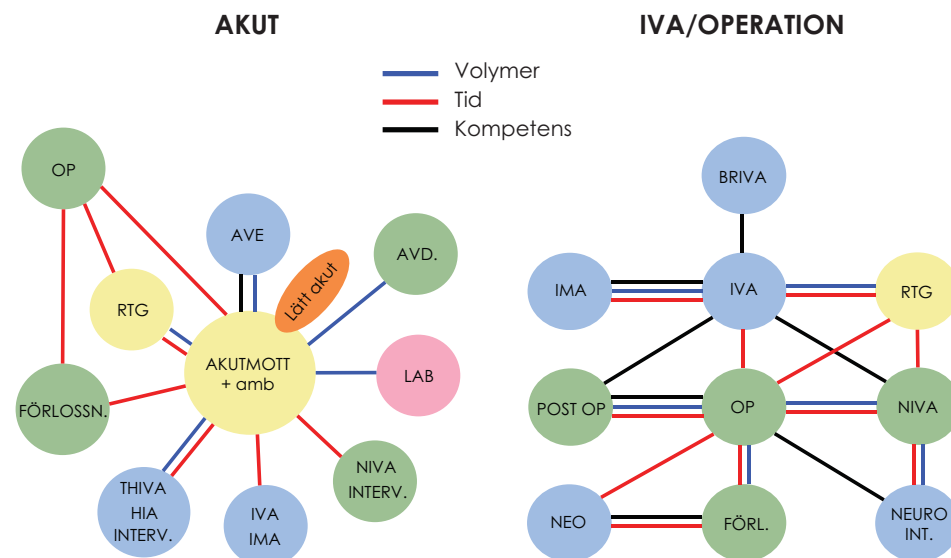 AKUT
IVA/OPERATION
Volymer
Tid
Kompetens
OP
AVE
AVD.
Lätt akut
RTG
AKUTMOTT
+ amb
LAB
FÖRLOSSN.
THIVA
HIA
INTERV.
IVA
IMA
NIVA
INTERV.
BRIVA
IMA
IVA
RTG
POST OP
OP
NIVA
NEO
FÖRL.
NEURO
INT.